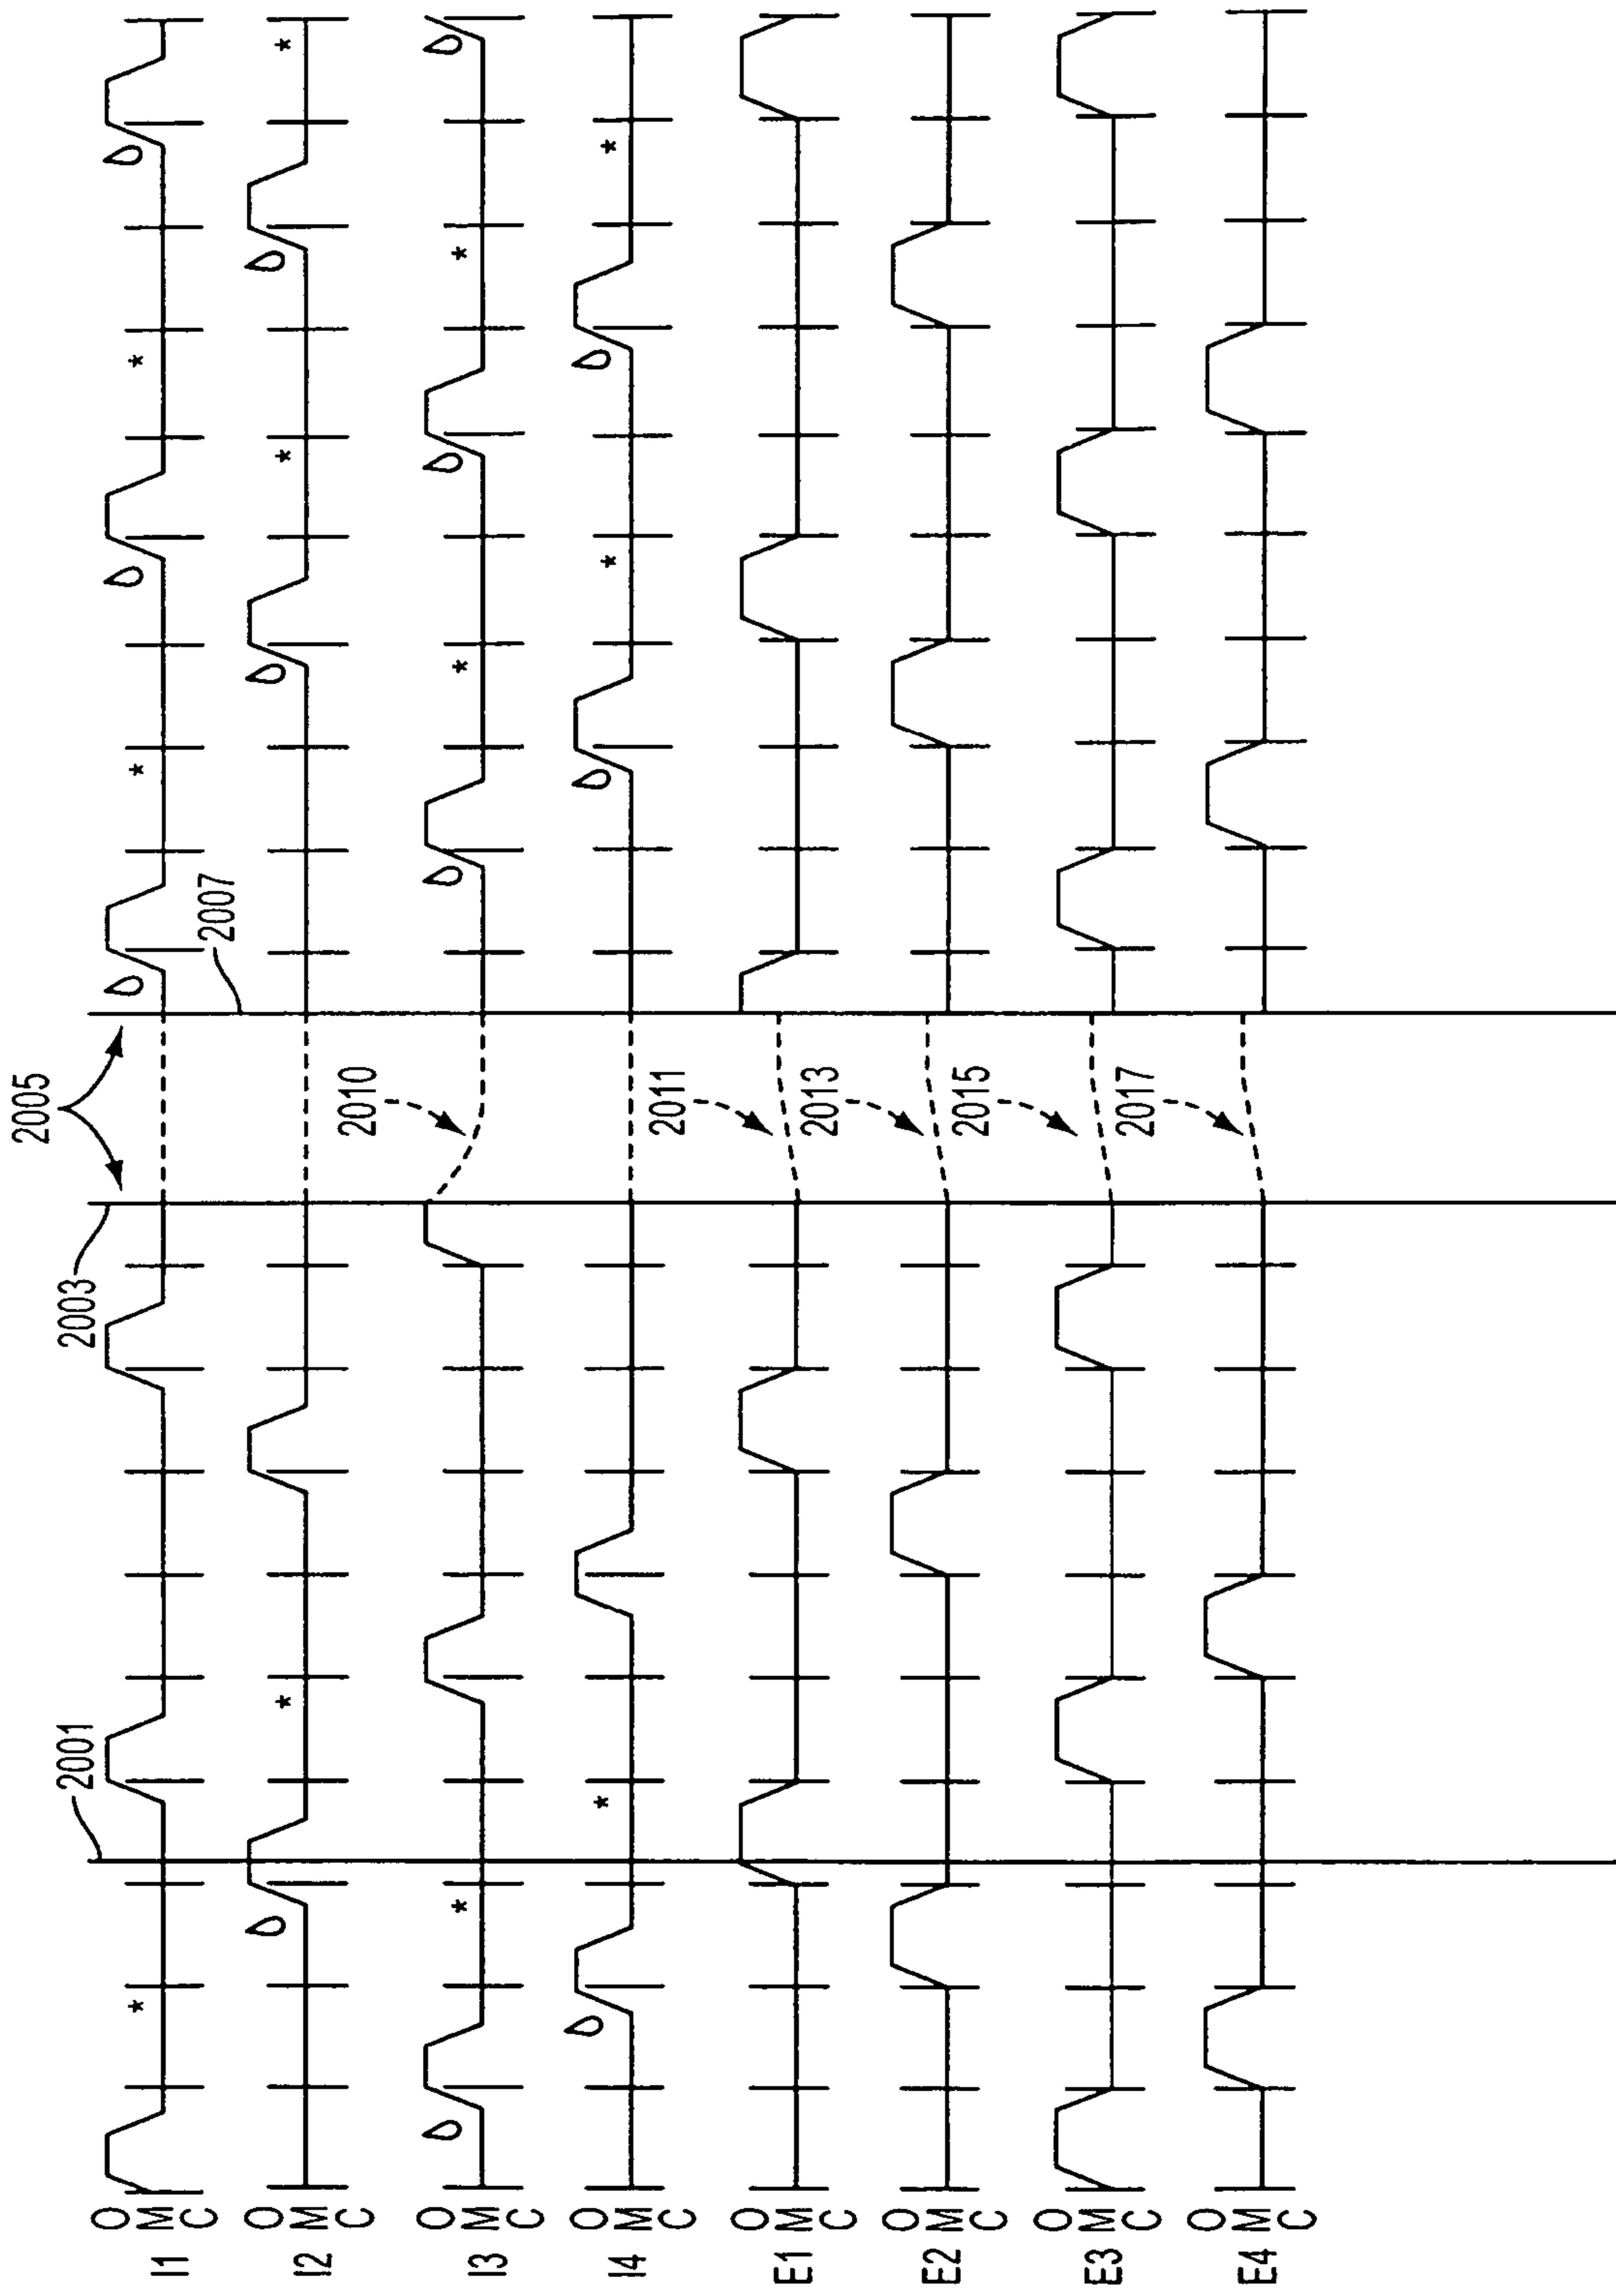 2001
2003
2005
2007
I1 O M C
I2 O M C
2010
I3 O M C
I4 O M C
2011
E1 O M C
2013
E2 O M C
2015
E3 O M C
2017
E4 O M C